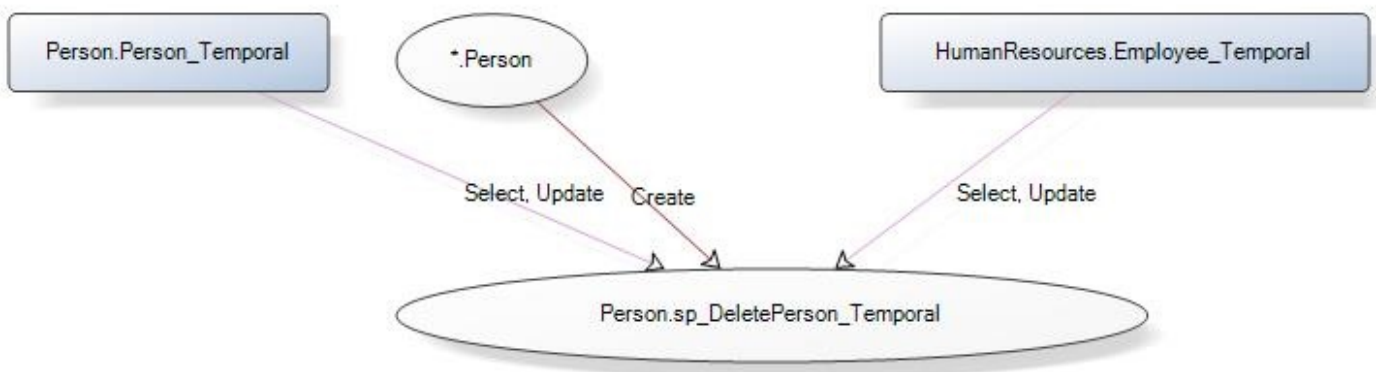 Person.Person_Temporal
*.Person
HumanResources.Employee_Temporal
Select, Update
Create
Select, Update
Person.sp_DeletePerson_Temporal